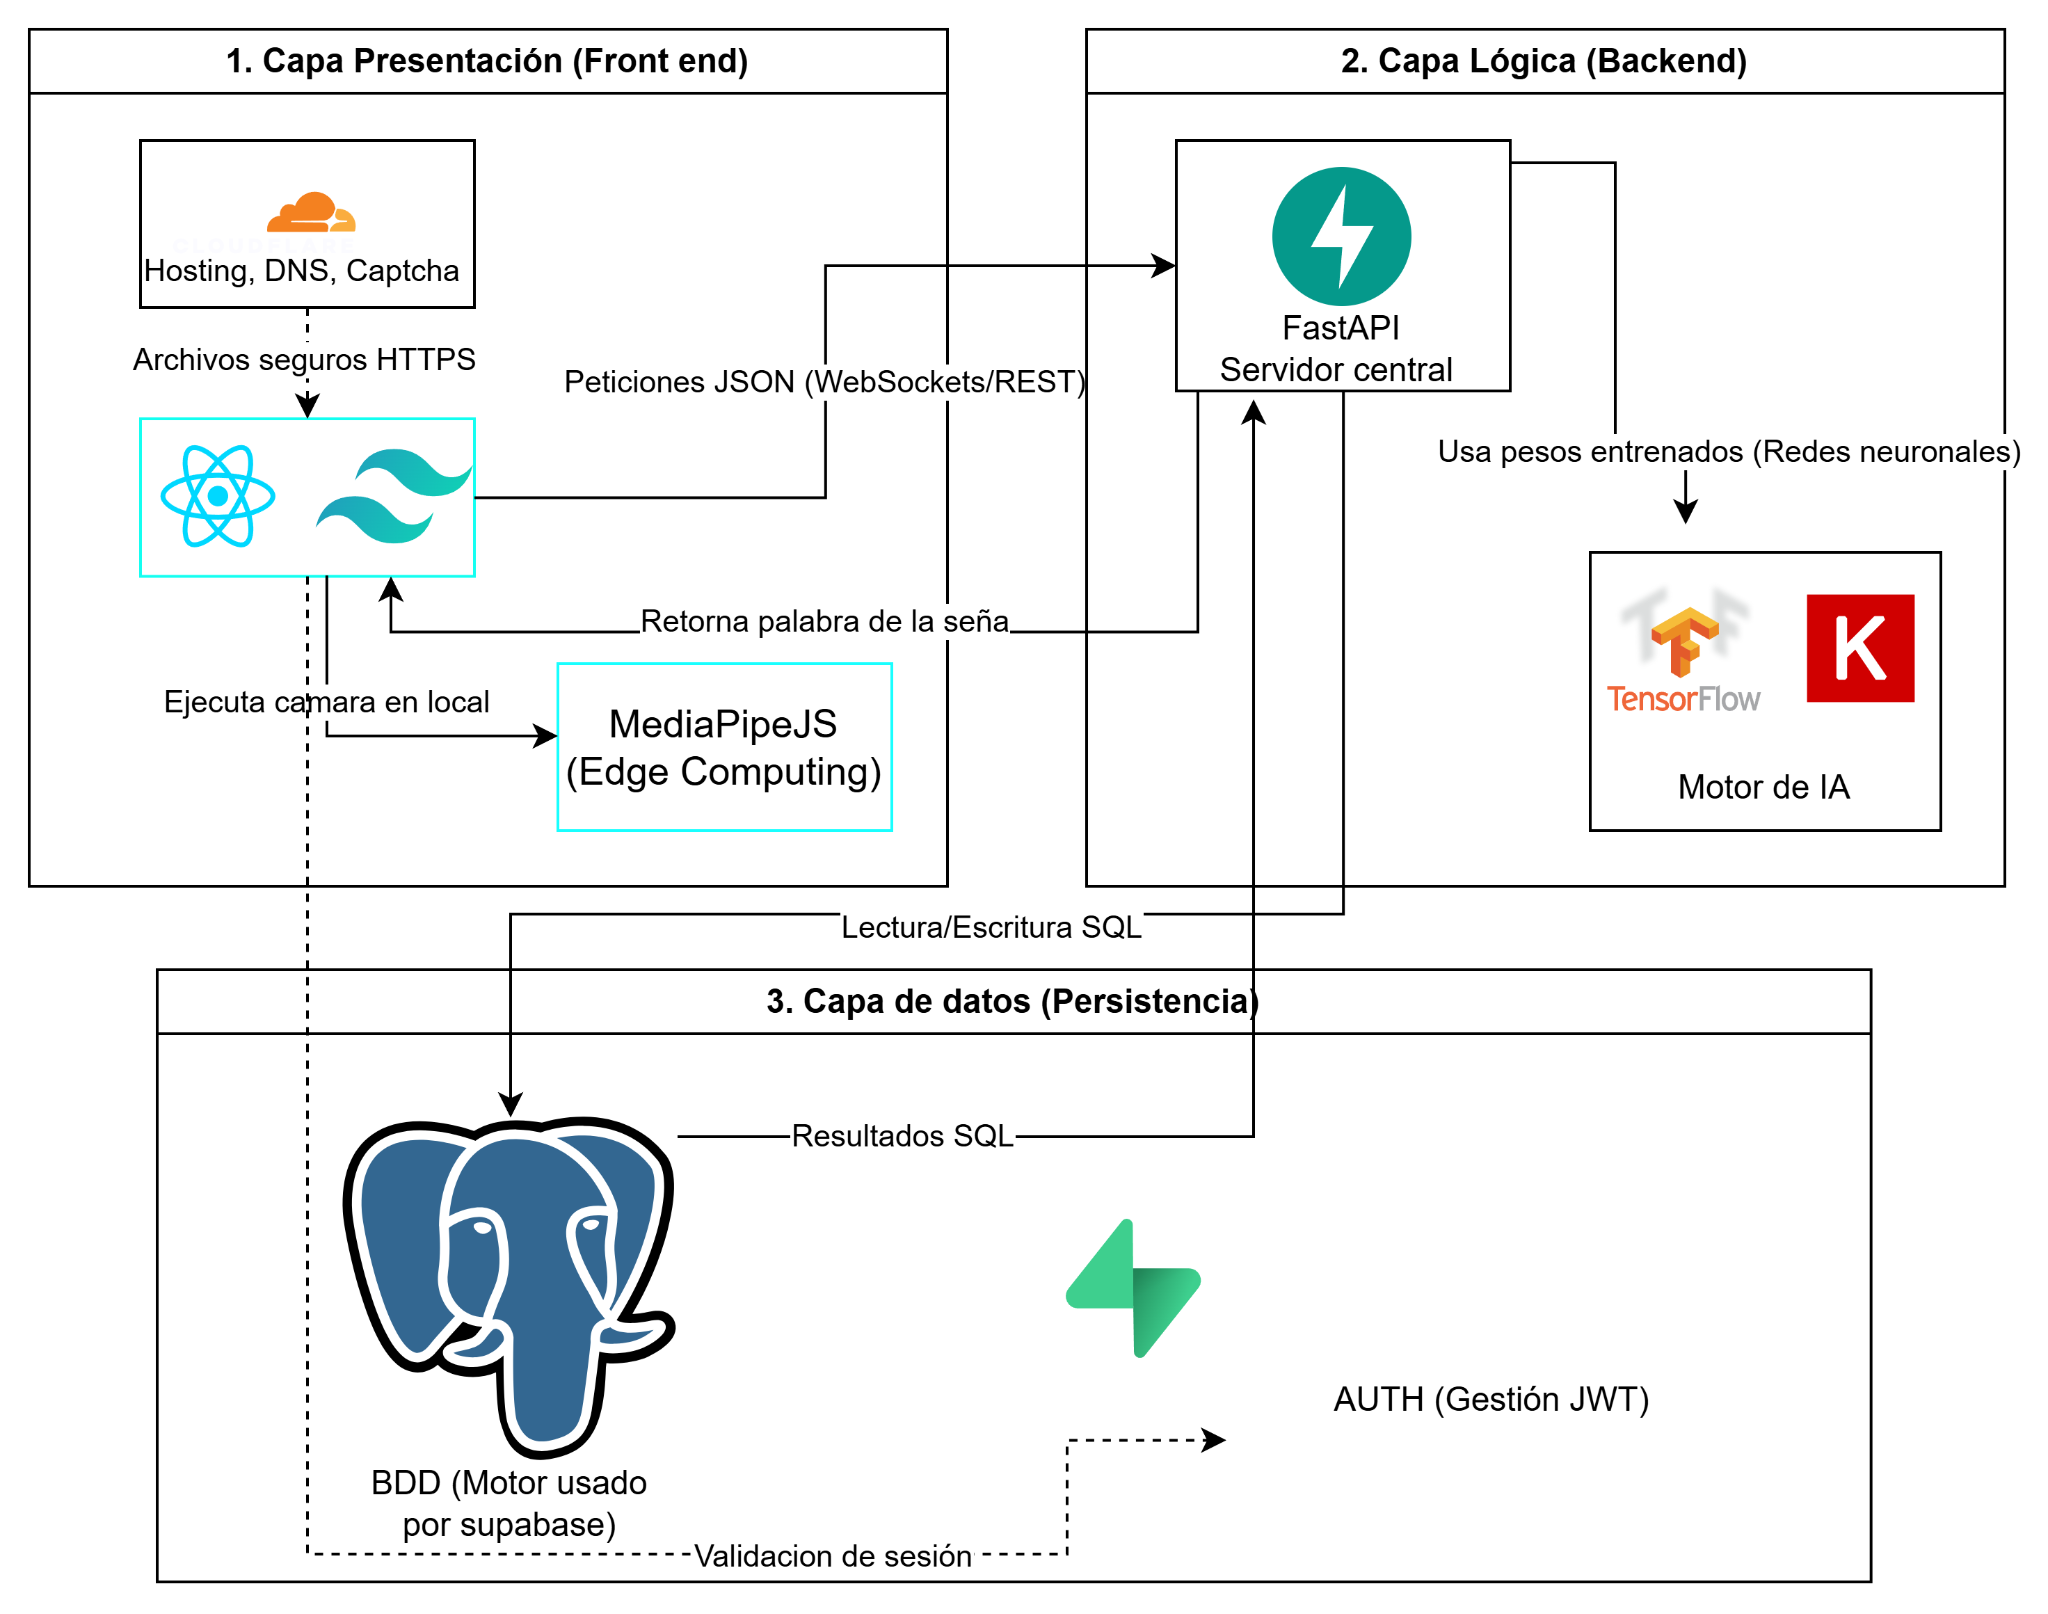 1. Capa Presentación (Front end)
2. Capa Lógica (Backend)
CLOUDFLARE
Hosting, DNS, Captcha
Archivos seguros HTTPS
Peticiones JSON (WebSockets/REST)
FastAPI
Servidor central
Usa pesos entrenados (Redes neuronales)
Retorna palabra de la seña
Ejecuta camara en local
MediaPipeJS
(Edge Computing)
TensorFlow
K
Motor de IA
Lectura/Escritura SQL
3. Capa de datos (Persistencia)
Resultados SQL
AUTH (Gestión JWT)
BDD (Motor usado
por supabase)
Validacion de sesión